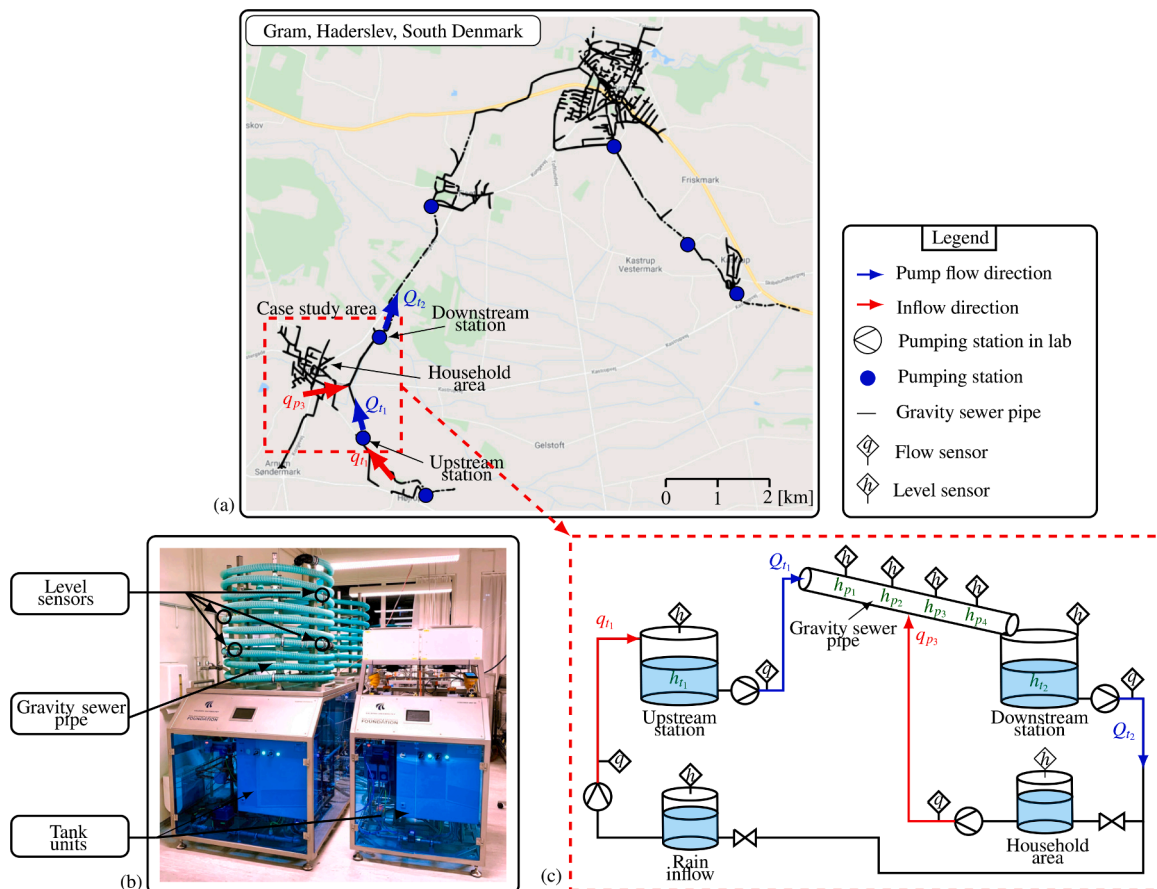 Gram, Haderslev, South Denmark
skov
Friskmark
Kastrup
Vestermark
Q_{t_2}
Case study area
Downstream
station
Household
area
q_{p_3}
Q_{t_1}
Gelstoft
Upstream
station
q_{t_1}
Søndermark
0 1 2 [km]
(a)
Legend
Pump flow direction
Inflow direction
Pumping station in lab
Pumping station
Gravity sewer pipe
q Flow sensor
h Level sensor
Level
sensors
Gravity sewer
pipe
Tank
units
FOUNDATION
FOUNDATION
(b)
Q_{t_1}
h
h
h
h
h_{p_1}
h_{p_2}
h_{p_3}
h_{p_4}
Gravity sewer
pipe
q_{t_1}
h
h_{t_1}
q
Upstream
station
q_{p_3}
h
h_{t_2}
q
Downstream
station
Q_{t_2}
q
h
Rain
inflow
q
h
Household
area
(c)